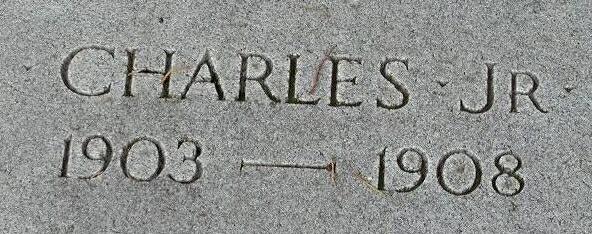 CHARLES · JR ·
1903 — 1908